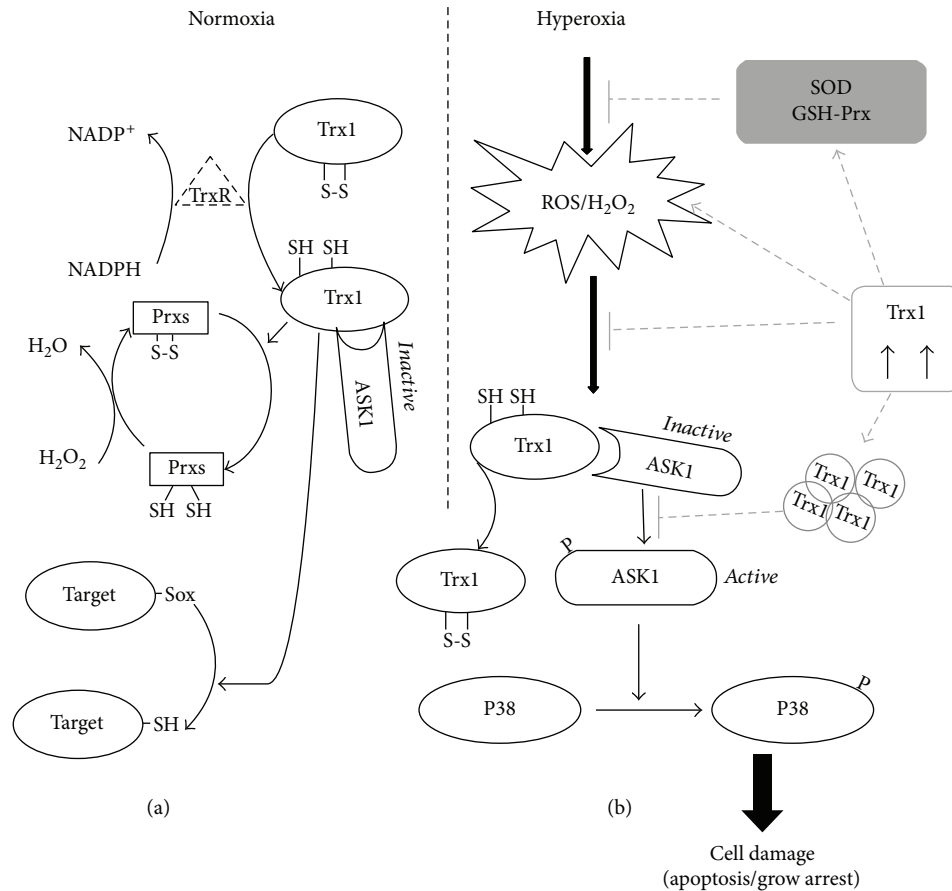 Normoxia
NADP+
TrxR
NADPH
Trx1
S-S
SH SH
Trx1
Inactive
ASK1
Prxs
S-S
H2O
H2O2
Prxs
SH SH
Target
Sox
Target
SH
(a)
Hyperoxia
SOD
GSH-Prx
ROS/H2O2
Trx1
SH SH
Trx1
Inactive
ASK1
Trx1
Trx1
Trx1
Trx1
P
ASK1
Active
Trx1
S-S
P38
P38
P
(b)
Cell damage
(apoptosis/grow arrest)